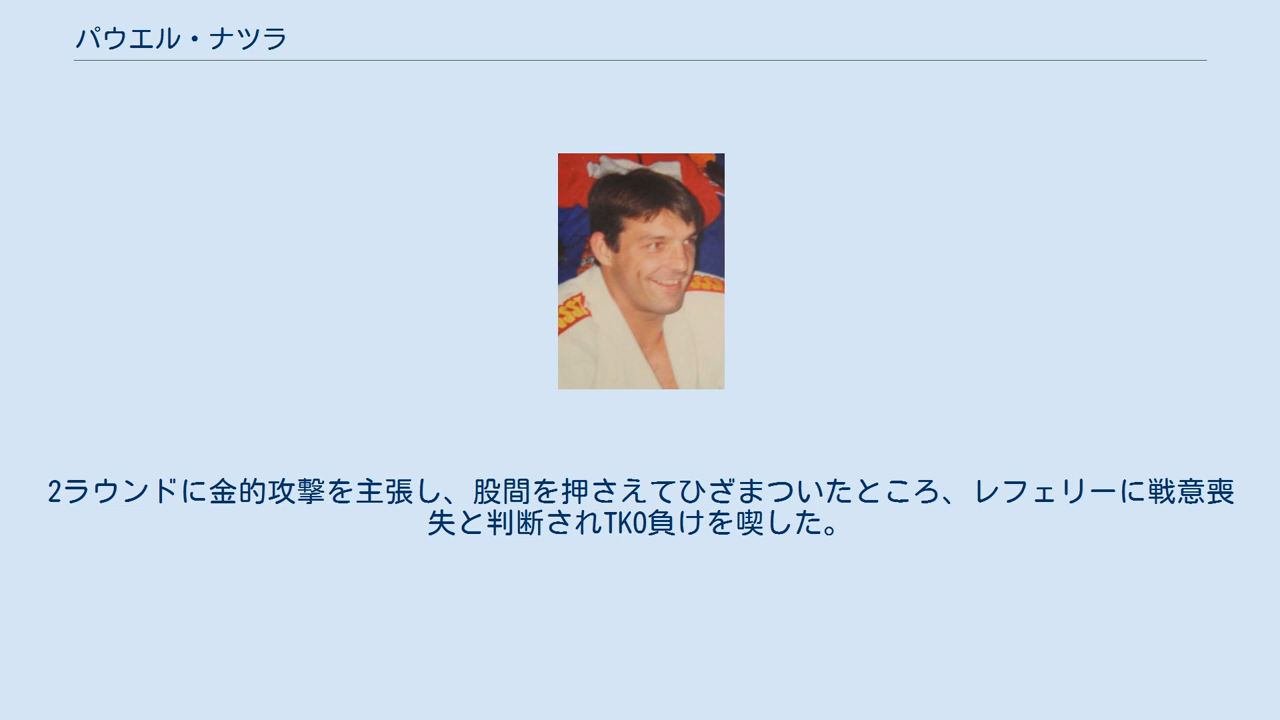 パウエル・ナツラ
2ラウンドに金的攻撃を主張し、股間を押さえてひざまついたところ、レフェリーに戦意喪
失と判断されTKO負けを喫した。